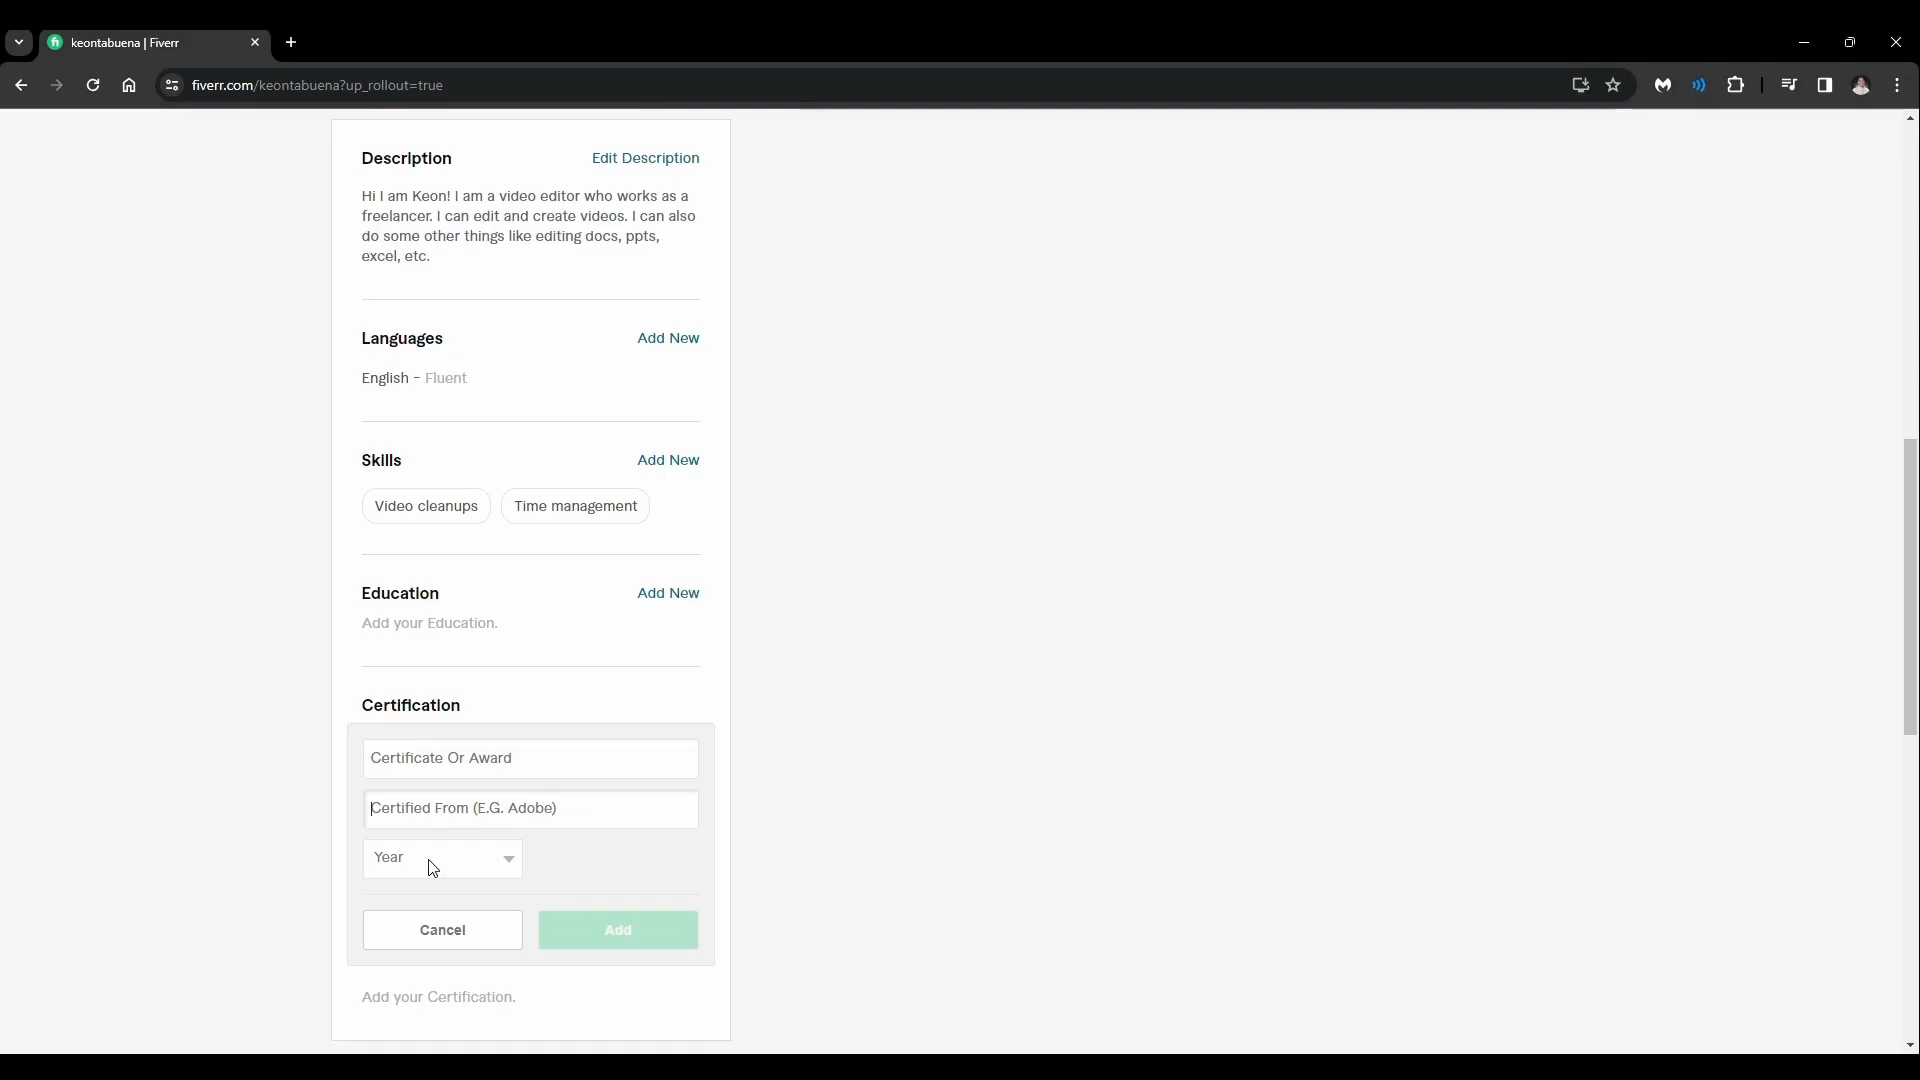 keontabuena | Fiverr
fiverr.com/keontabuena?up_rollout=true
Description
Edit Description
Hi I am Keon! I am a video editor who works as a
freelancer. I can edit and create videos. I can also
do some other things like editing docs, ppts,
excel, etc.
Languages
Add New
English - Fluent
Skills
Add New
Video cleanups
Time management
Education
Add New
Add your Education.
Certification
Certificate Or Award
Certified From (E.G. Adobe)
Year
Cancel
Add
Add your Certification.